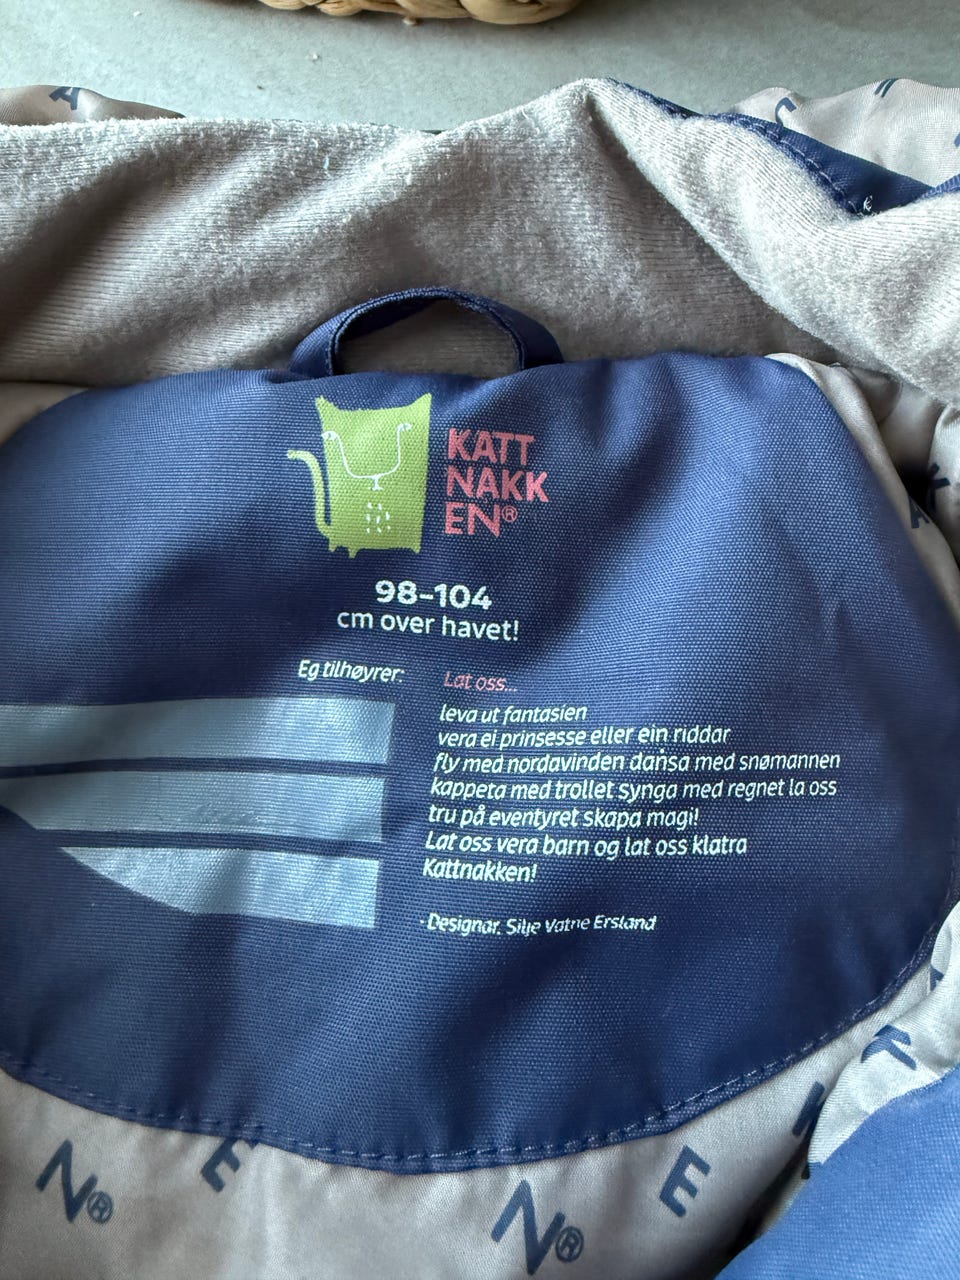 KATT
NAKK
EN®
98-104
cm over havet!
Eg tilhøyrer:
Lat oss...
leva ut fantasien
vera ei prinsesse eller ein riddar
fly med nordavinden dansa med snømannen
kappeta med trollet synga med regnet la oss
tru på eventyret skapa magi!
Lat oss vera barn og lat oss klatra
Kattnakken!
-Designar. Silje Vatne Ersland
N®
E
N®
E
K